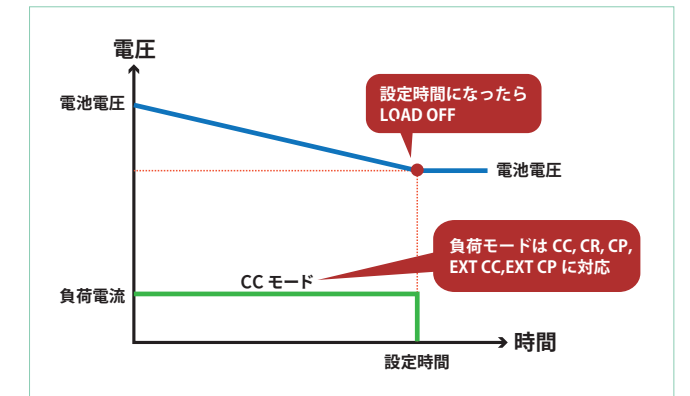 電圧
電池電圧
設定時間になったら
LOAD OFF
電池電圧
負荷モードは CC, CR, CP,
EXT CC,EXT CP に対応
CC モード
負荷電流
時間
設定時間